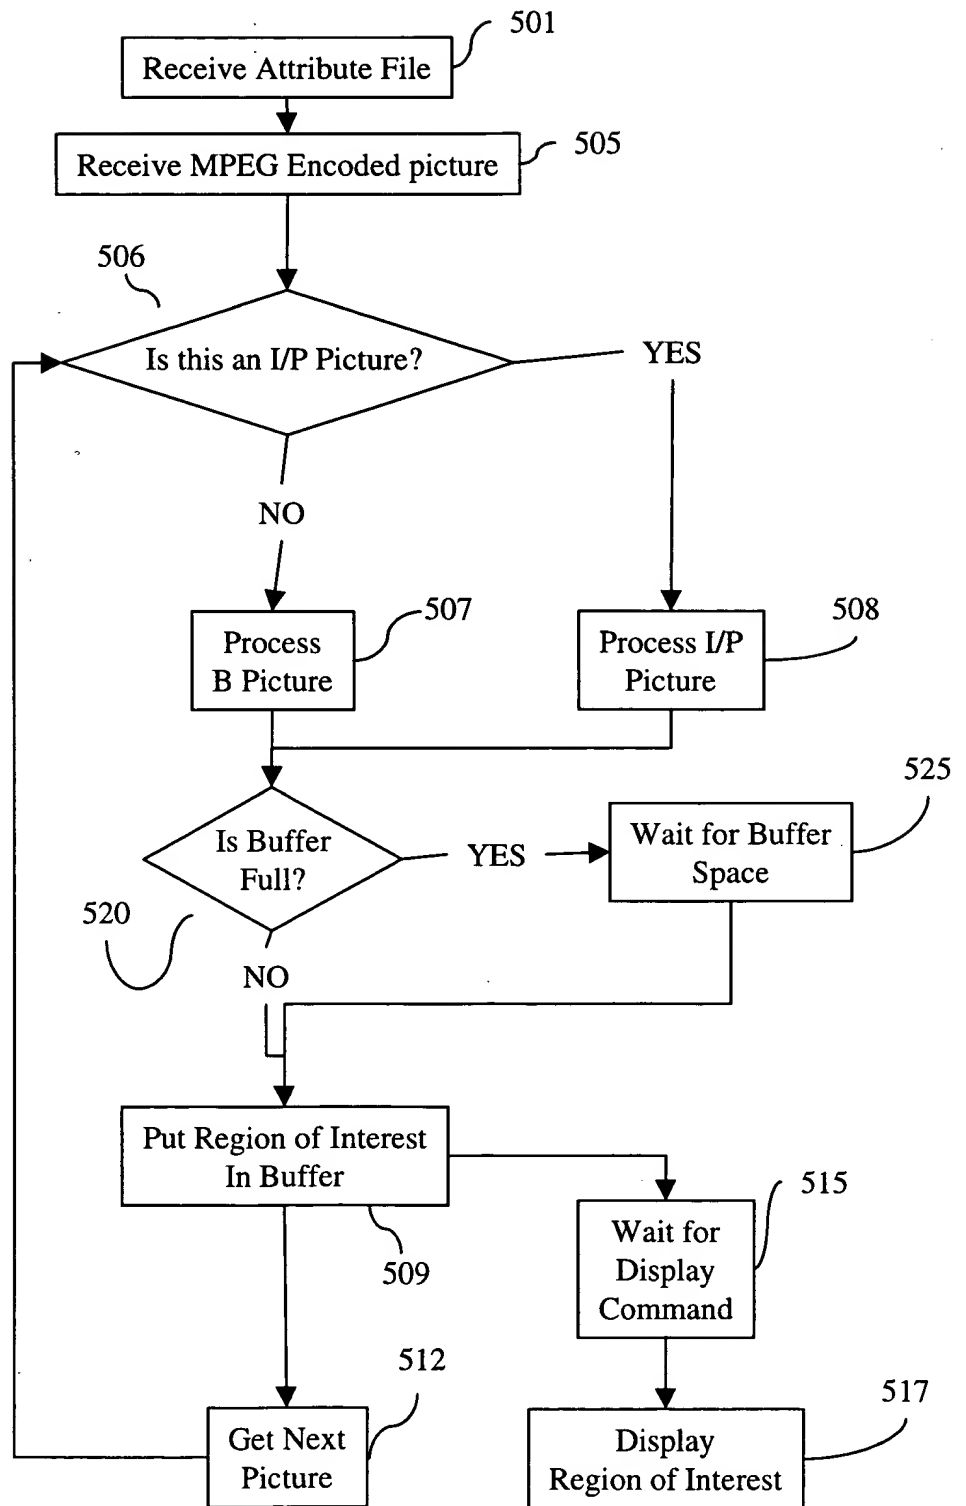 501
Receive Attribute File
505
Receive MPEG Encoded picture
506
Is this an I/P Picture?
YES
NO
507
508
Process
B Picture
Process I/P
Picture
525
Is Buffer
Full?
YES
Wait for Buffer
Space
520
NO
Put Region of Interest
In Buffer
509
515
Wait for
Display
Command
512
517
Get Next
Picture
Display
Region of Interest